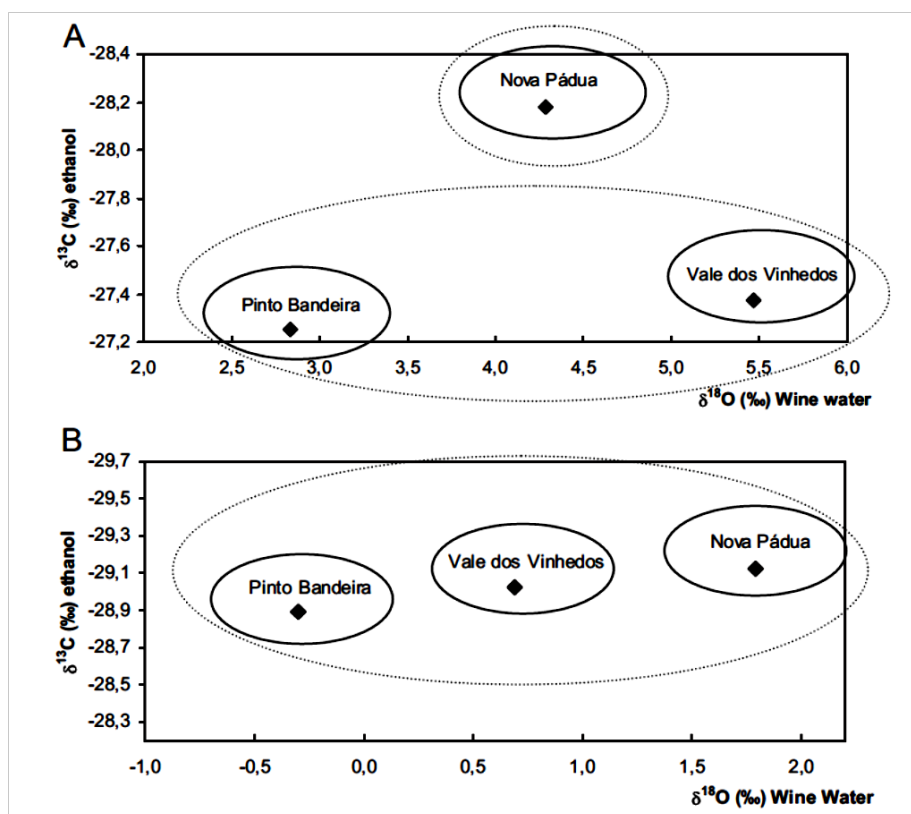 A
-28,4
Nova Pádua
-28,2
-28,0
-27,8
-27,6
Vale dos Vinhedos
-27,4
Pinto Bandeira
-27,2
δ¹³C (‰) ethanol
2,0 2,5 3,0 3,5 4,0 4,5 5,0 5,5 6,0
δ¹⁸O (‰) Wine water
B
-29,7
-29,5
-29,3
Nova Pádua
Vale dos Vinhedos
-29,1
Pinto Bandeira
-28,9
-28,7
-28,5
-28,3
δ¹³C (‰) ethanol
-1,0 -0,5 0,0 0,5 1,0 1,5 2,0
δ¹⁸O (‰) Wine Water